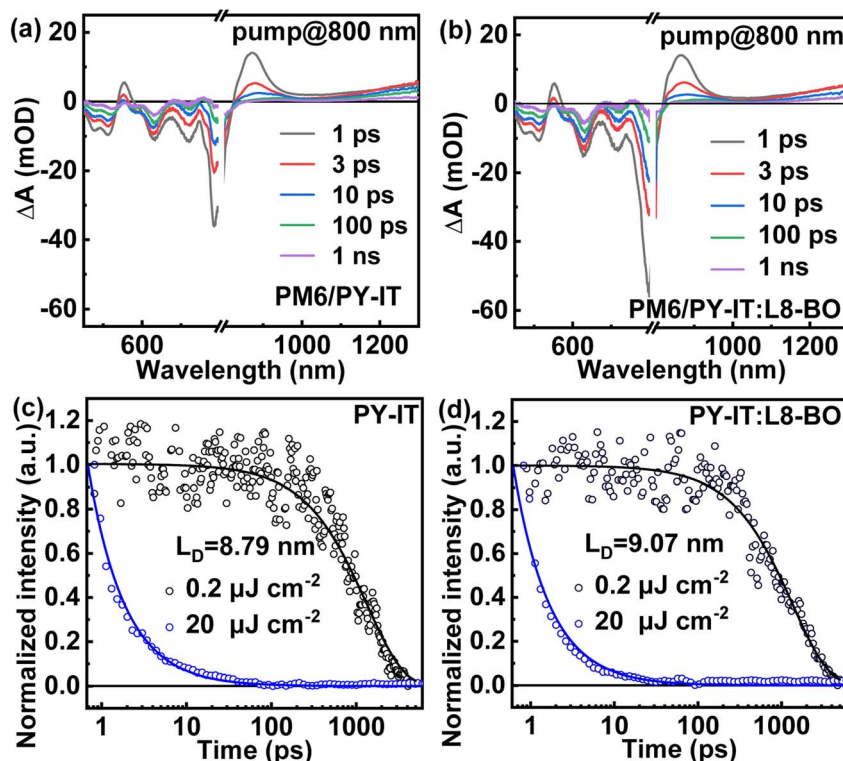 (a)
pump@800 nm
20
0
-20
-40
-60
ΔA (mOD)
1 ps
3 ps
10 ps
100 ps
1 ns
PM6/PY-IT
600
1000
1200
Wavelength (nm)
(b)
pump@800 nm
20
0
-20
-40
-60
ΔA (mOD)
1 ps
3 ps
10 ps
100 ps
1 ns
PM6/PY-IT:L8-BO
600
1000
1200
Wavelength (nm)
(c)
PY-IT
1.2
1.0
0.8
0.6
0.4
0.2
0.0
Normalized intensity (a.u.)
L_D=8.79 nm
0.2 μJ cm⁻²
20 μJ cm⁻²
1
10
100
1000
Time (ps)
(d)
PY-IT:L8-BO
1.2
1.0
0.8
0.6
0.4
0.2
0.0
Normalized intensity (a.u.)
L_D=9.07 nm
0.2 μJ cm⁻²
20 μJ cm⁻²
1
10
100
1000
Time (ps)